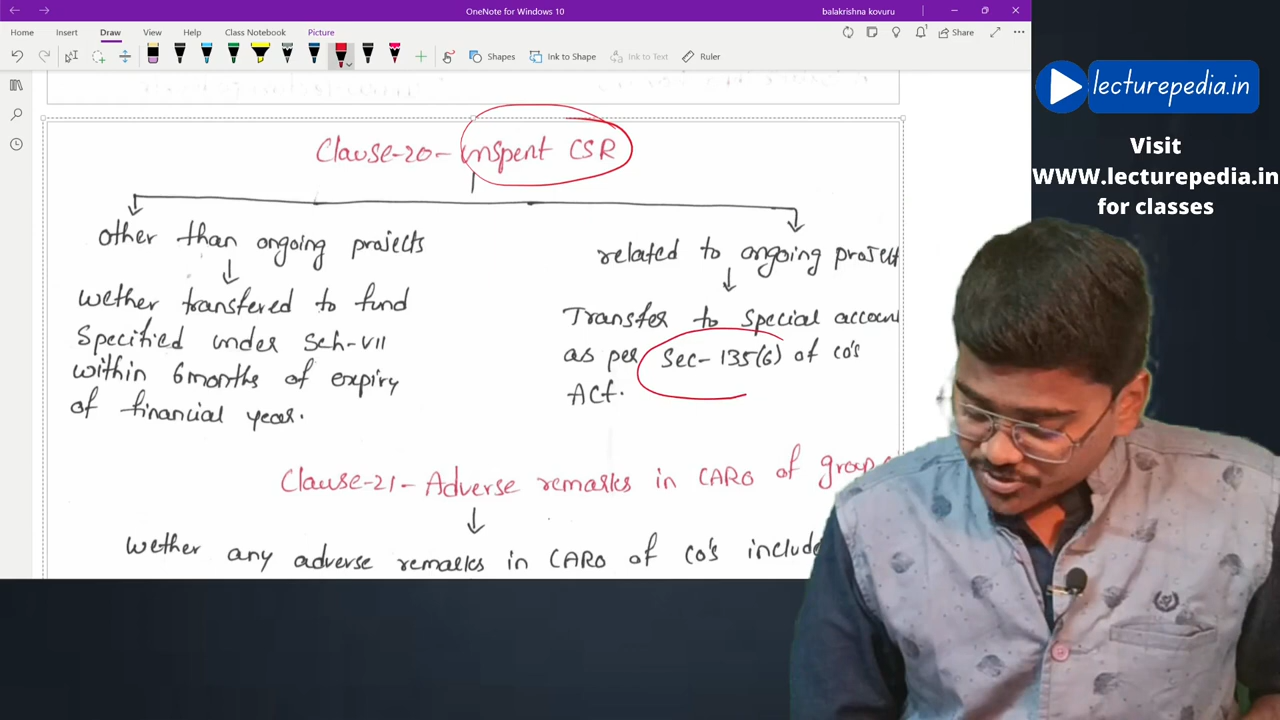 OneNote for Windows 10
balakrishna kovuru
Home Insert Draw View Help Class Notebook Picture
Share
Shapes Ink to Shape Ink to Text Ruler
lecturepedia.in
Visit
WWW.lecturepedia.in
for classes
Clause-20- Unspent CSR
other than ongoing projects
wether transfered to fund
Specified under Sch-VII
within 6months of expiry
of financial year.
related to ongoing project
Transfer to Special account
as per Sec-135(6) of co's
ACt.
Clause-21- Adverse remarks in CARO of group
wether any adverse remarks in CARO of co's include